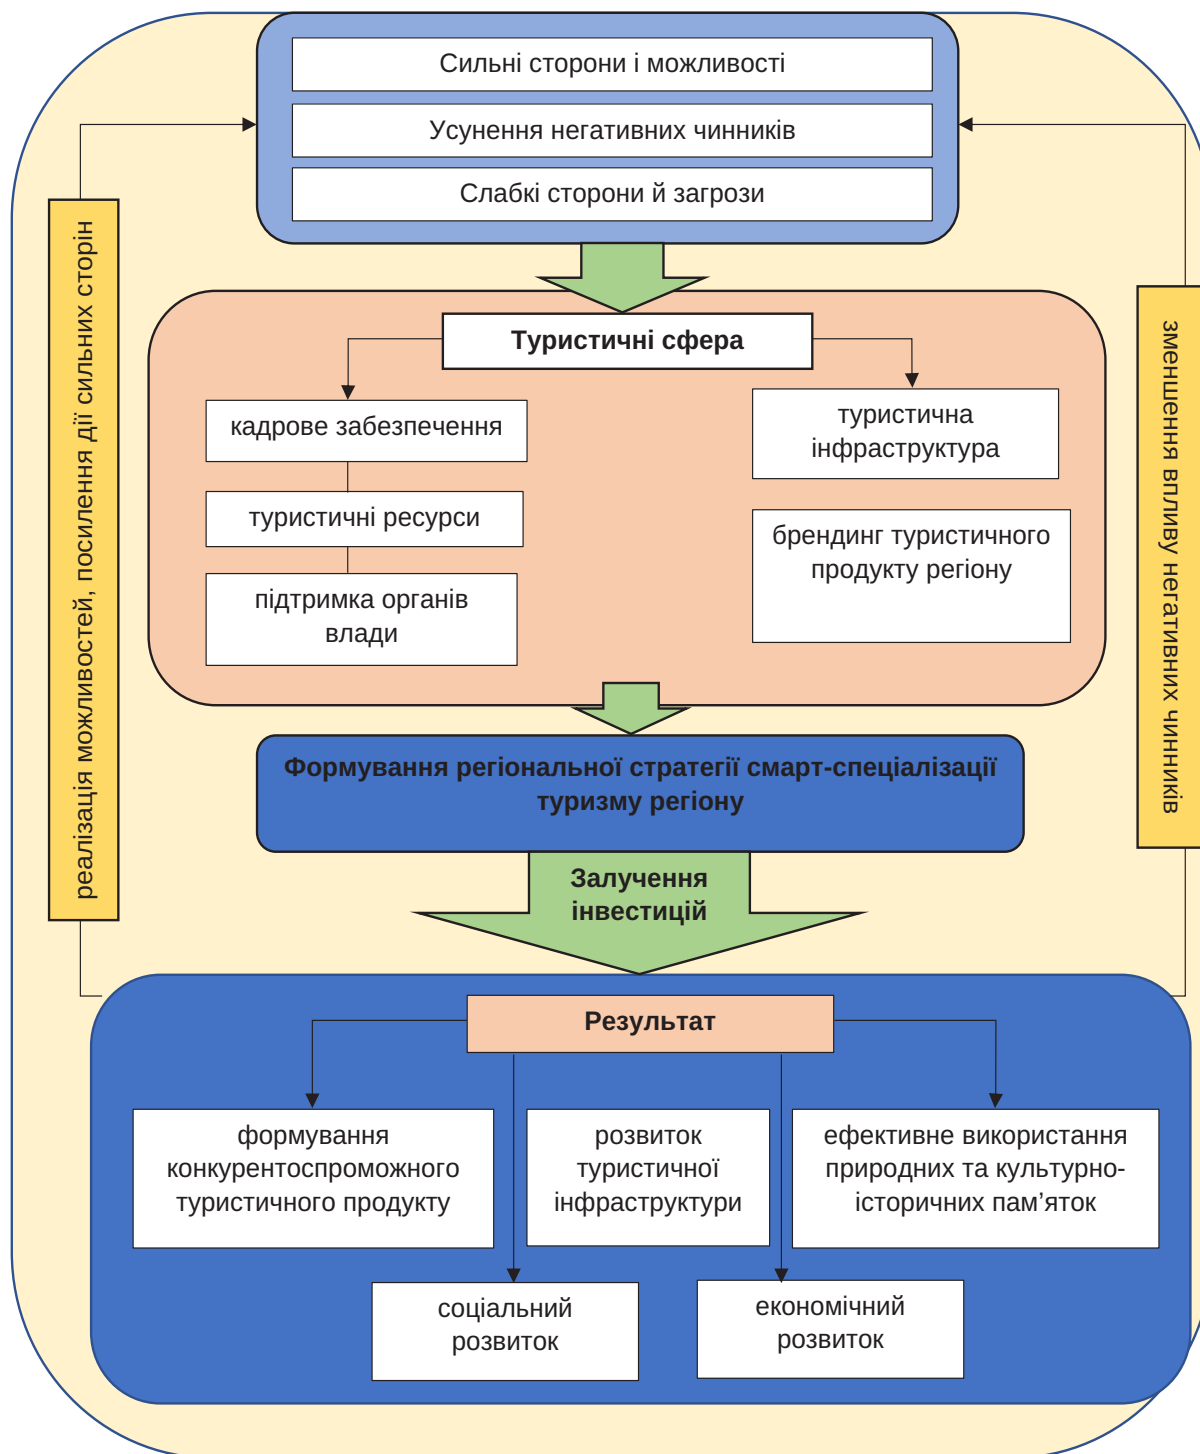 Сильні сторони і можливості
Усунення негативних чинників
Слабкі сторони й загрози
реалізація можливостей, посилення дії сильних сторін
зменшення впливу негативних чинників
Туристичні сфера
кадрове забезпечення
туристичні ресурси
підтримка органів
влади
туристична
інфраструктура
брендинг туристичного
продукту регіону
Формування регіональної стратегії смарт-спеціалізації
туризму регіону
Залучення
інвестицій
Результат
формування
конкурентоспроможного
туристичного продукту
розвиток
туристичної
інфраструктури
ефективне використання
природних та культурно-
історичних пам’яток
соціальний
розвиток
економічний
розвиток